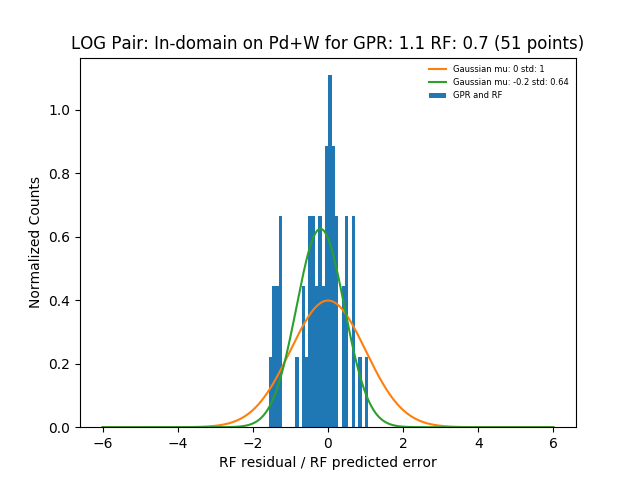 LOG Pair: In-domain on Pd+W for GPR: 1.1 RF: 0.7 (51 points)
Gaussian mu: 0 std: 1
Gaussian mu: -0.2 std: 0.64
GPR and RF
Normalized Counts
1.0
0.8
0.6
0.4
0.2
0.0
−6 −4 −2 0 2 4 6
RF residual / RF predicted error